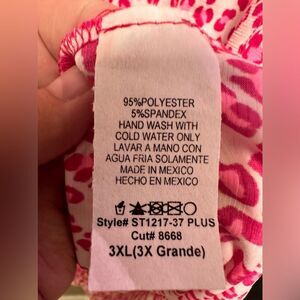 95%POLYESTER
5%SPANDEX
HAND WASH WITH
COLD WATER ONLY
LAVAR A MANO CON
AGUA FRIA SOLAMENTE
MADE IN MEXICO
HECHO EN MEXICO
Style# ST1217-37 PLUS
Cut# 8668
3XL(3X Grande)